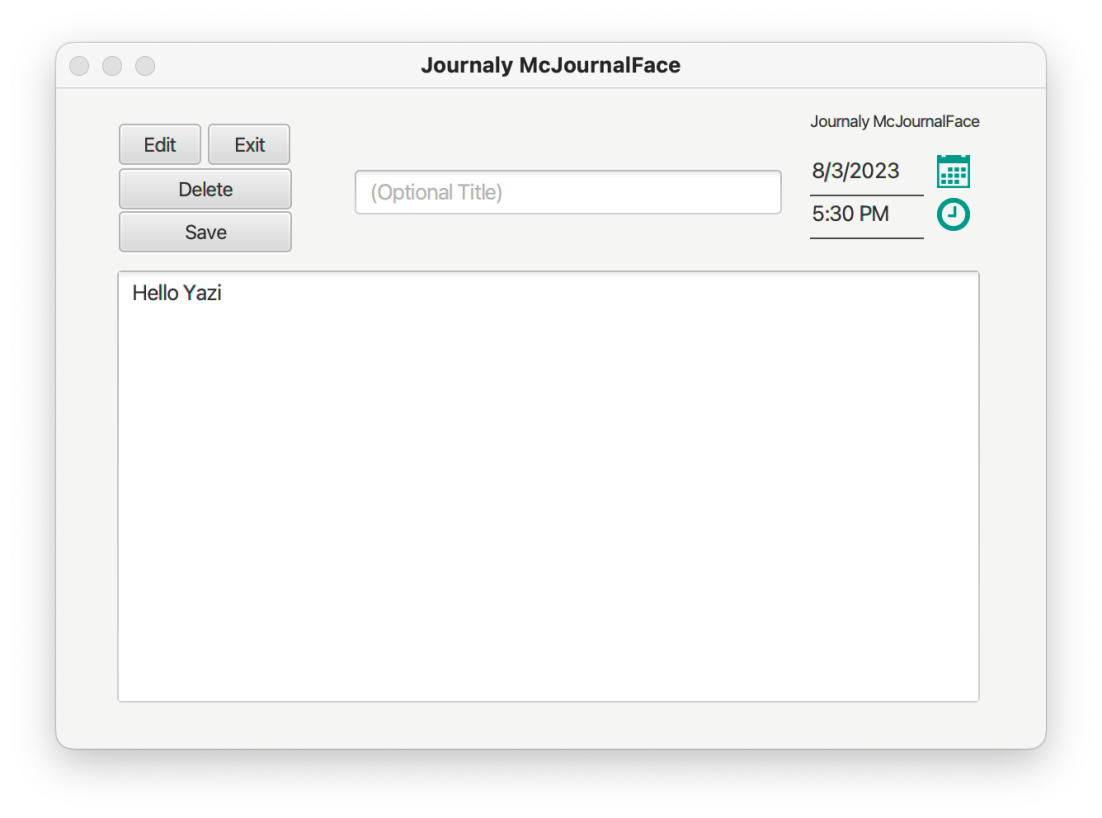 Journaly McJournalFace
Journaly McJournalFace
Edit Exit
Delete
Save
(Optional Title)
8/3/2023
5:30 PM
Hello Yazi